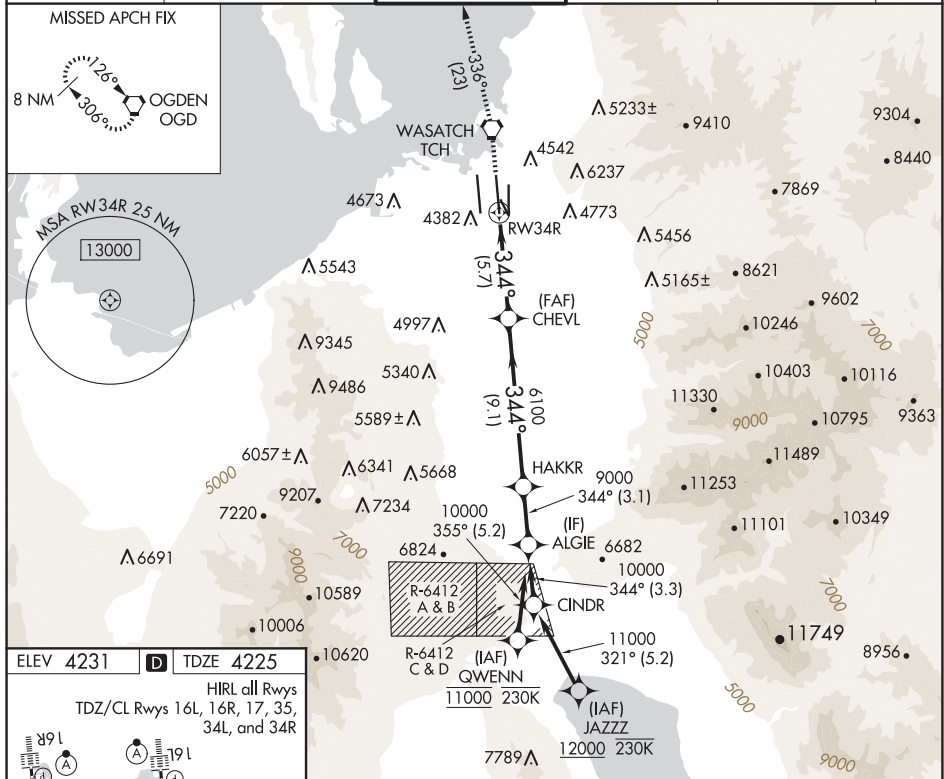 MISSED APCH FIX
126°
8 NM
306°
OGDEN
OGD
336°
(23)
WASATCH
TCH
5233±
9410
9304
8440
4542
6237
7869
4673
4382
RW34R
4773
5456
MSA RW34R 25 NM
13000
5543
344°
(5.7)
5165±
8621
9602
(FAF)
CHEVL
4997
5000
10246
7000
9345
5340
10403
10116
9486
344°
(9.1)
6100
11330
9363
5589±
9000
10795
6057±
6341
5668
HAKKR
11489
5000
9000
344° (3.1)
11253
9207
7234
7220
10000
355° (5.2)
(IF)
ALGIE
11101
10349
7000
6691
9000
6824
6682
10000
344° (3.3)
10589
R-6412
A & B
CINDR
7000
10006
11000
321° (5.2)
11749
10620
R-6412
C & D
(IAF)
QWENN
11000 230K
8956
(IAF)
JAZZZ
12000 230K
5000
7789
9000
ELEV 4231
D
TDZE 4225
HIRL all Rwys
TDZ/CL Rwys 16L, 16R, 17, 35,
34L, and 34R
16R
A
A
16L